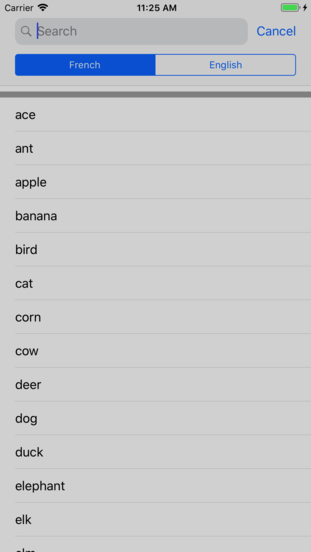 Carrier 11:25 AM
Search Cancel
French English
ace
ant
apple
banana
bird
cat
corn
cow
deer
dog
duck
elephant
elk